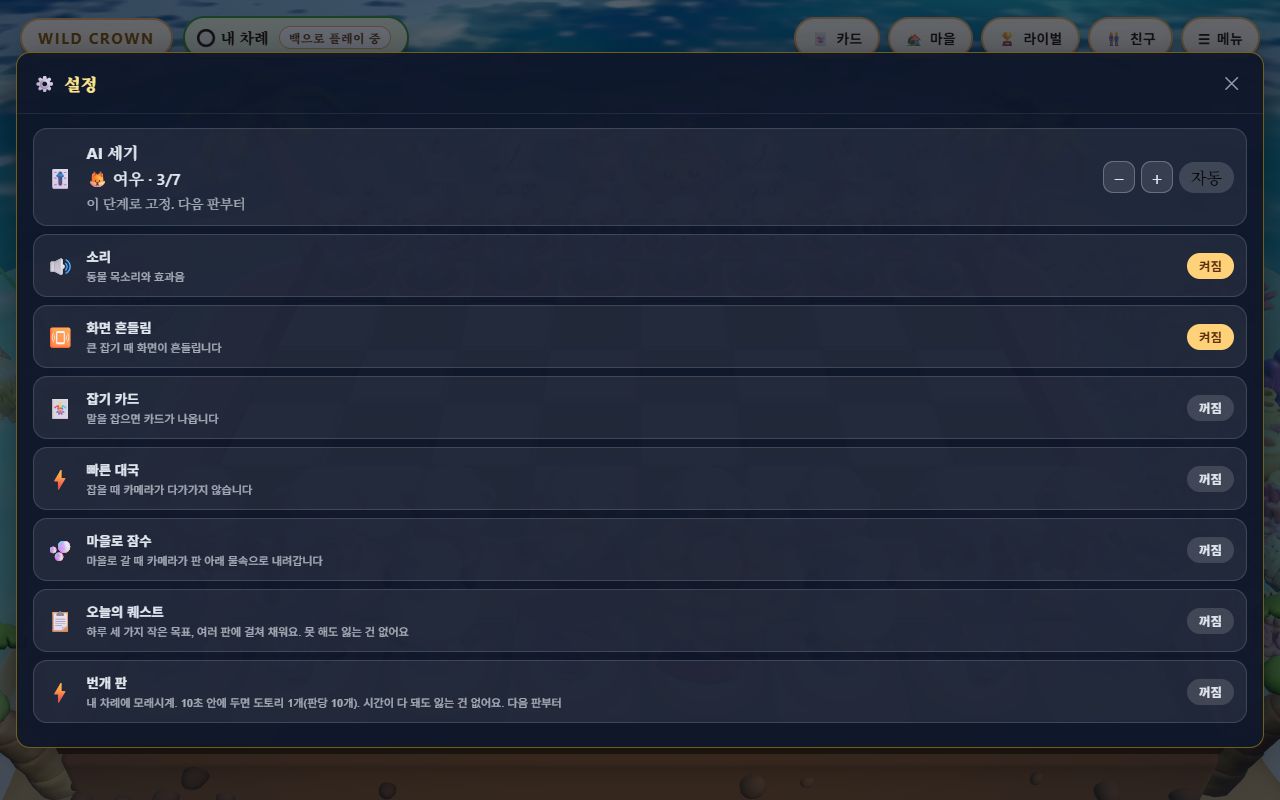 WILD CROWN
내 차례 백으로 플레이 중
카드
마을
라이벌
친구
메뉴
설정
AI 세기
여우 · 3/7
이 단계로 고정. 다음 판부터
− + 자동
소리
동물 목소리와 효과음
켜짐
화면 흔들림
큰 잡기 때 화면이 흔들립니다
켜짐
잡기 카드
말을 잡으면 카드가 나옵니다
꺼짐
빠른 대국
잡을 때 카메라가 다가가지 않습니다
꺼짐
마을로 잠수
마을로 갈 때 카메라가 판 아래 물속으로 내려갑니다
꺼짐
오늘의 퀘스트
하루 세 가지 작은 목표, 여러 판에 걸쳐 채워요. 못 해도 잃는 건 없어요
꺼짐
번개 판
내 차례에 모래시계. 10초 안에 두면 도토리 1개(판당 10개). 시간이 다 돼도 잃는 건 없어요. 다음 판부터
꺼짐